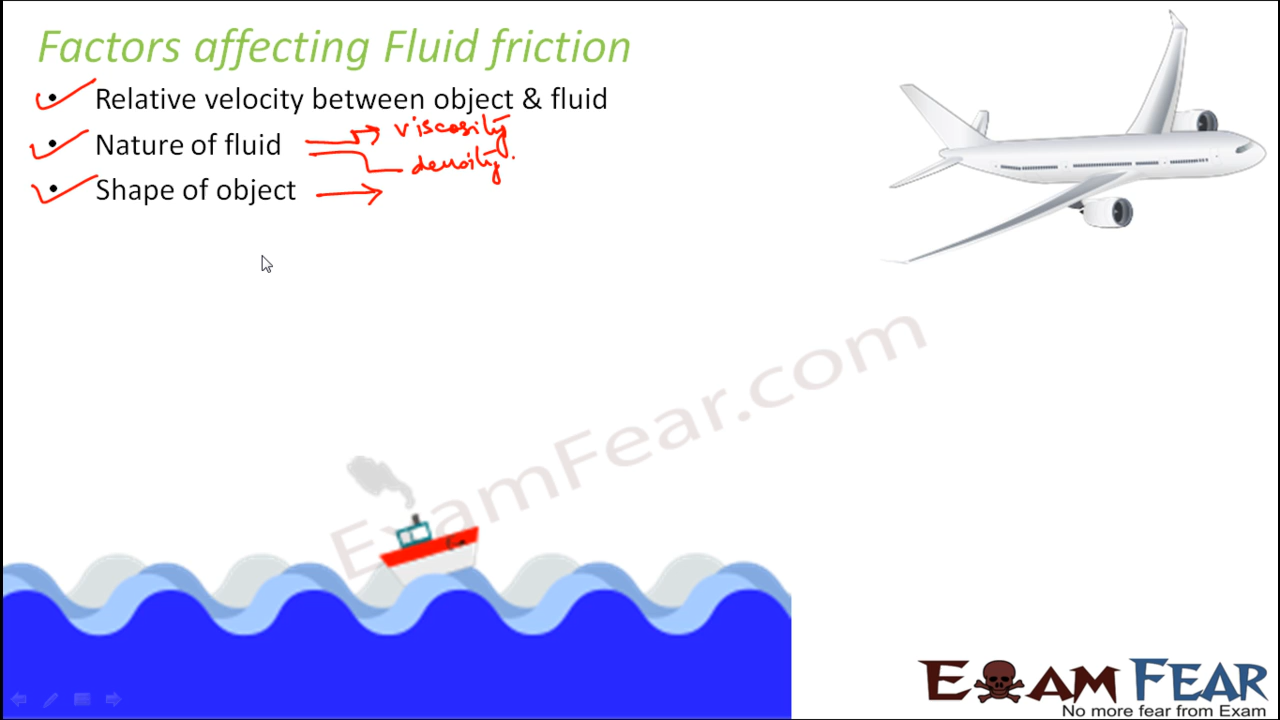 Factors affecting Fluid friction
• Relative velocity between object & fluid
• Nature of fluid → viscosity
density.
• Shape of object →
ExamFear.com
EXAM FEAR
No more fear from Exam